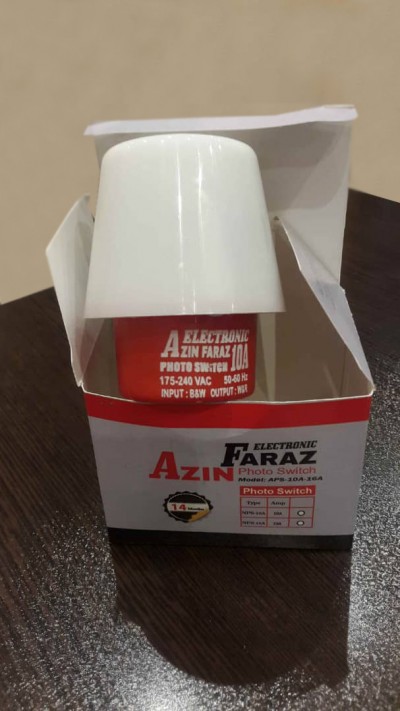 ELECTRONIC
AZIN FARAZ
PHOTO SWITCH 10A
175-240 VAC 50-60 Hz
INPUT : B&W OUTPUT : W&R
ELECTRONIC
AZIN FARAZ
Photo Switch
Model: APS-10A-16A
Photo Switch
Type Amp
14 Months